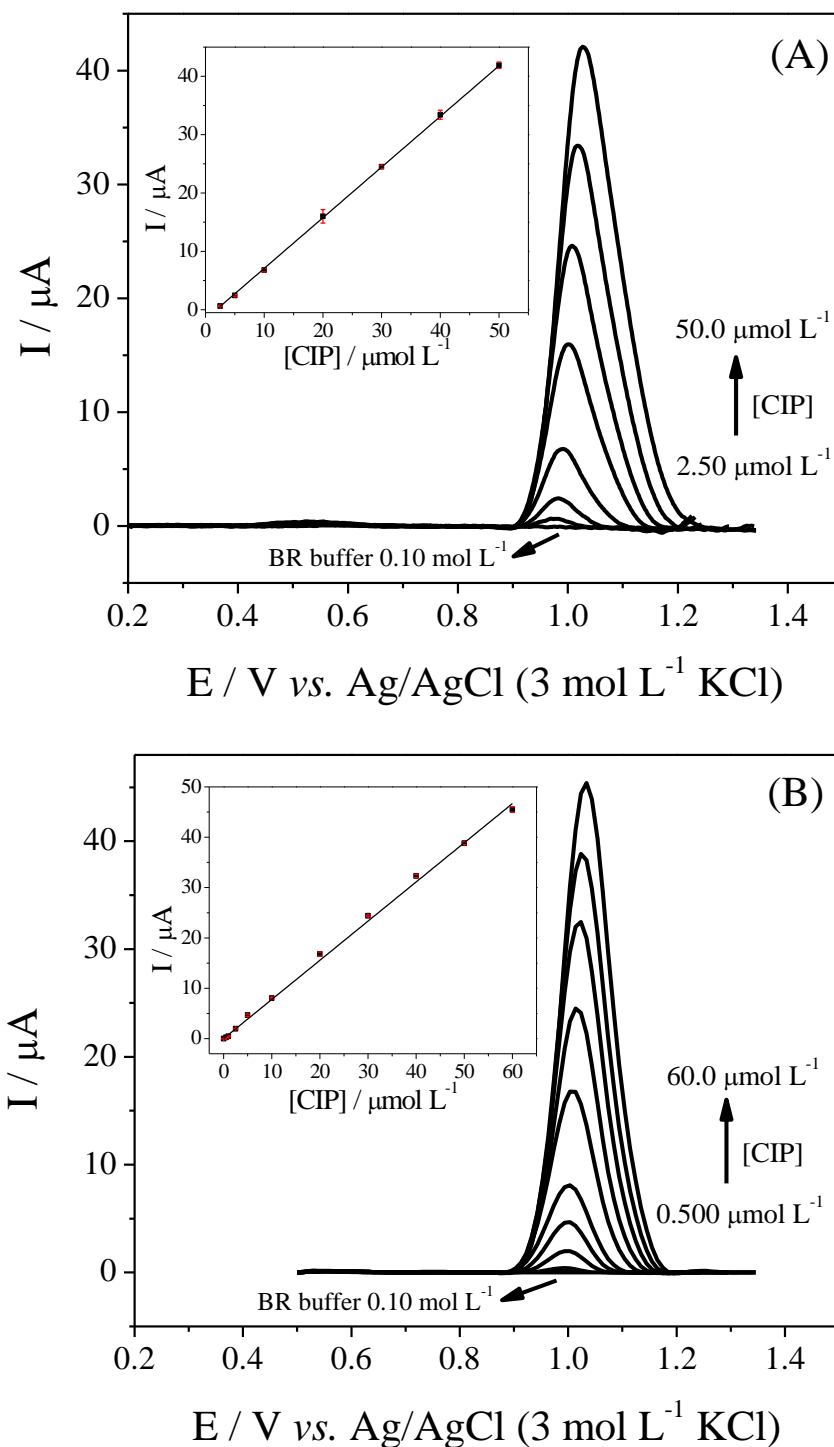 (A)
I / μA
40
30
20
10
0
0.2 0.4 0.6 0.8 1.0 1.2 1.4
E / V vs. Ag/AgCl (3 mol L⁻¹ KCl)
I / μA
40
30
20
10
0
0 10 20 30 40 50
[CIP] / μmol L⁻¹
50.0 μmol L⁻¹
[CIP]
2.50 μmol L⁻¹
BR buffer 0.10 mol L⁻¹
(B)
I / μA
40
30
20
10
0
0.2 0.4 0.6 0.8 1.0 1.2 1.4
E / V vs. Ag/AgCl (3 mol L⁻¹ KCl)
I / μA
50
40
30
20
10
0
0 10 20 30 40 50 60
[CIP] / μmol L⁻¹
60.0 μmol L⁻¹
[CIP]
0.500 μmol L⁻¹
BR buffer 0.10 mol L⁻¹